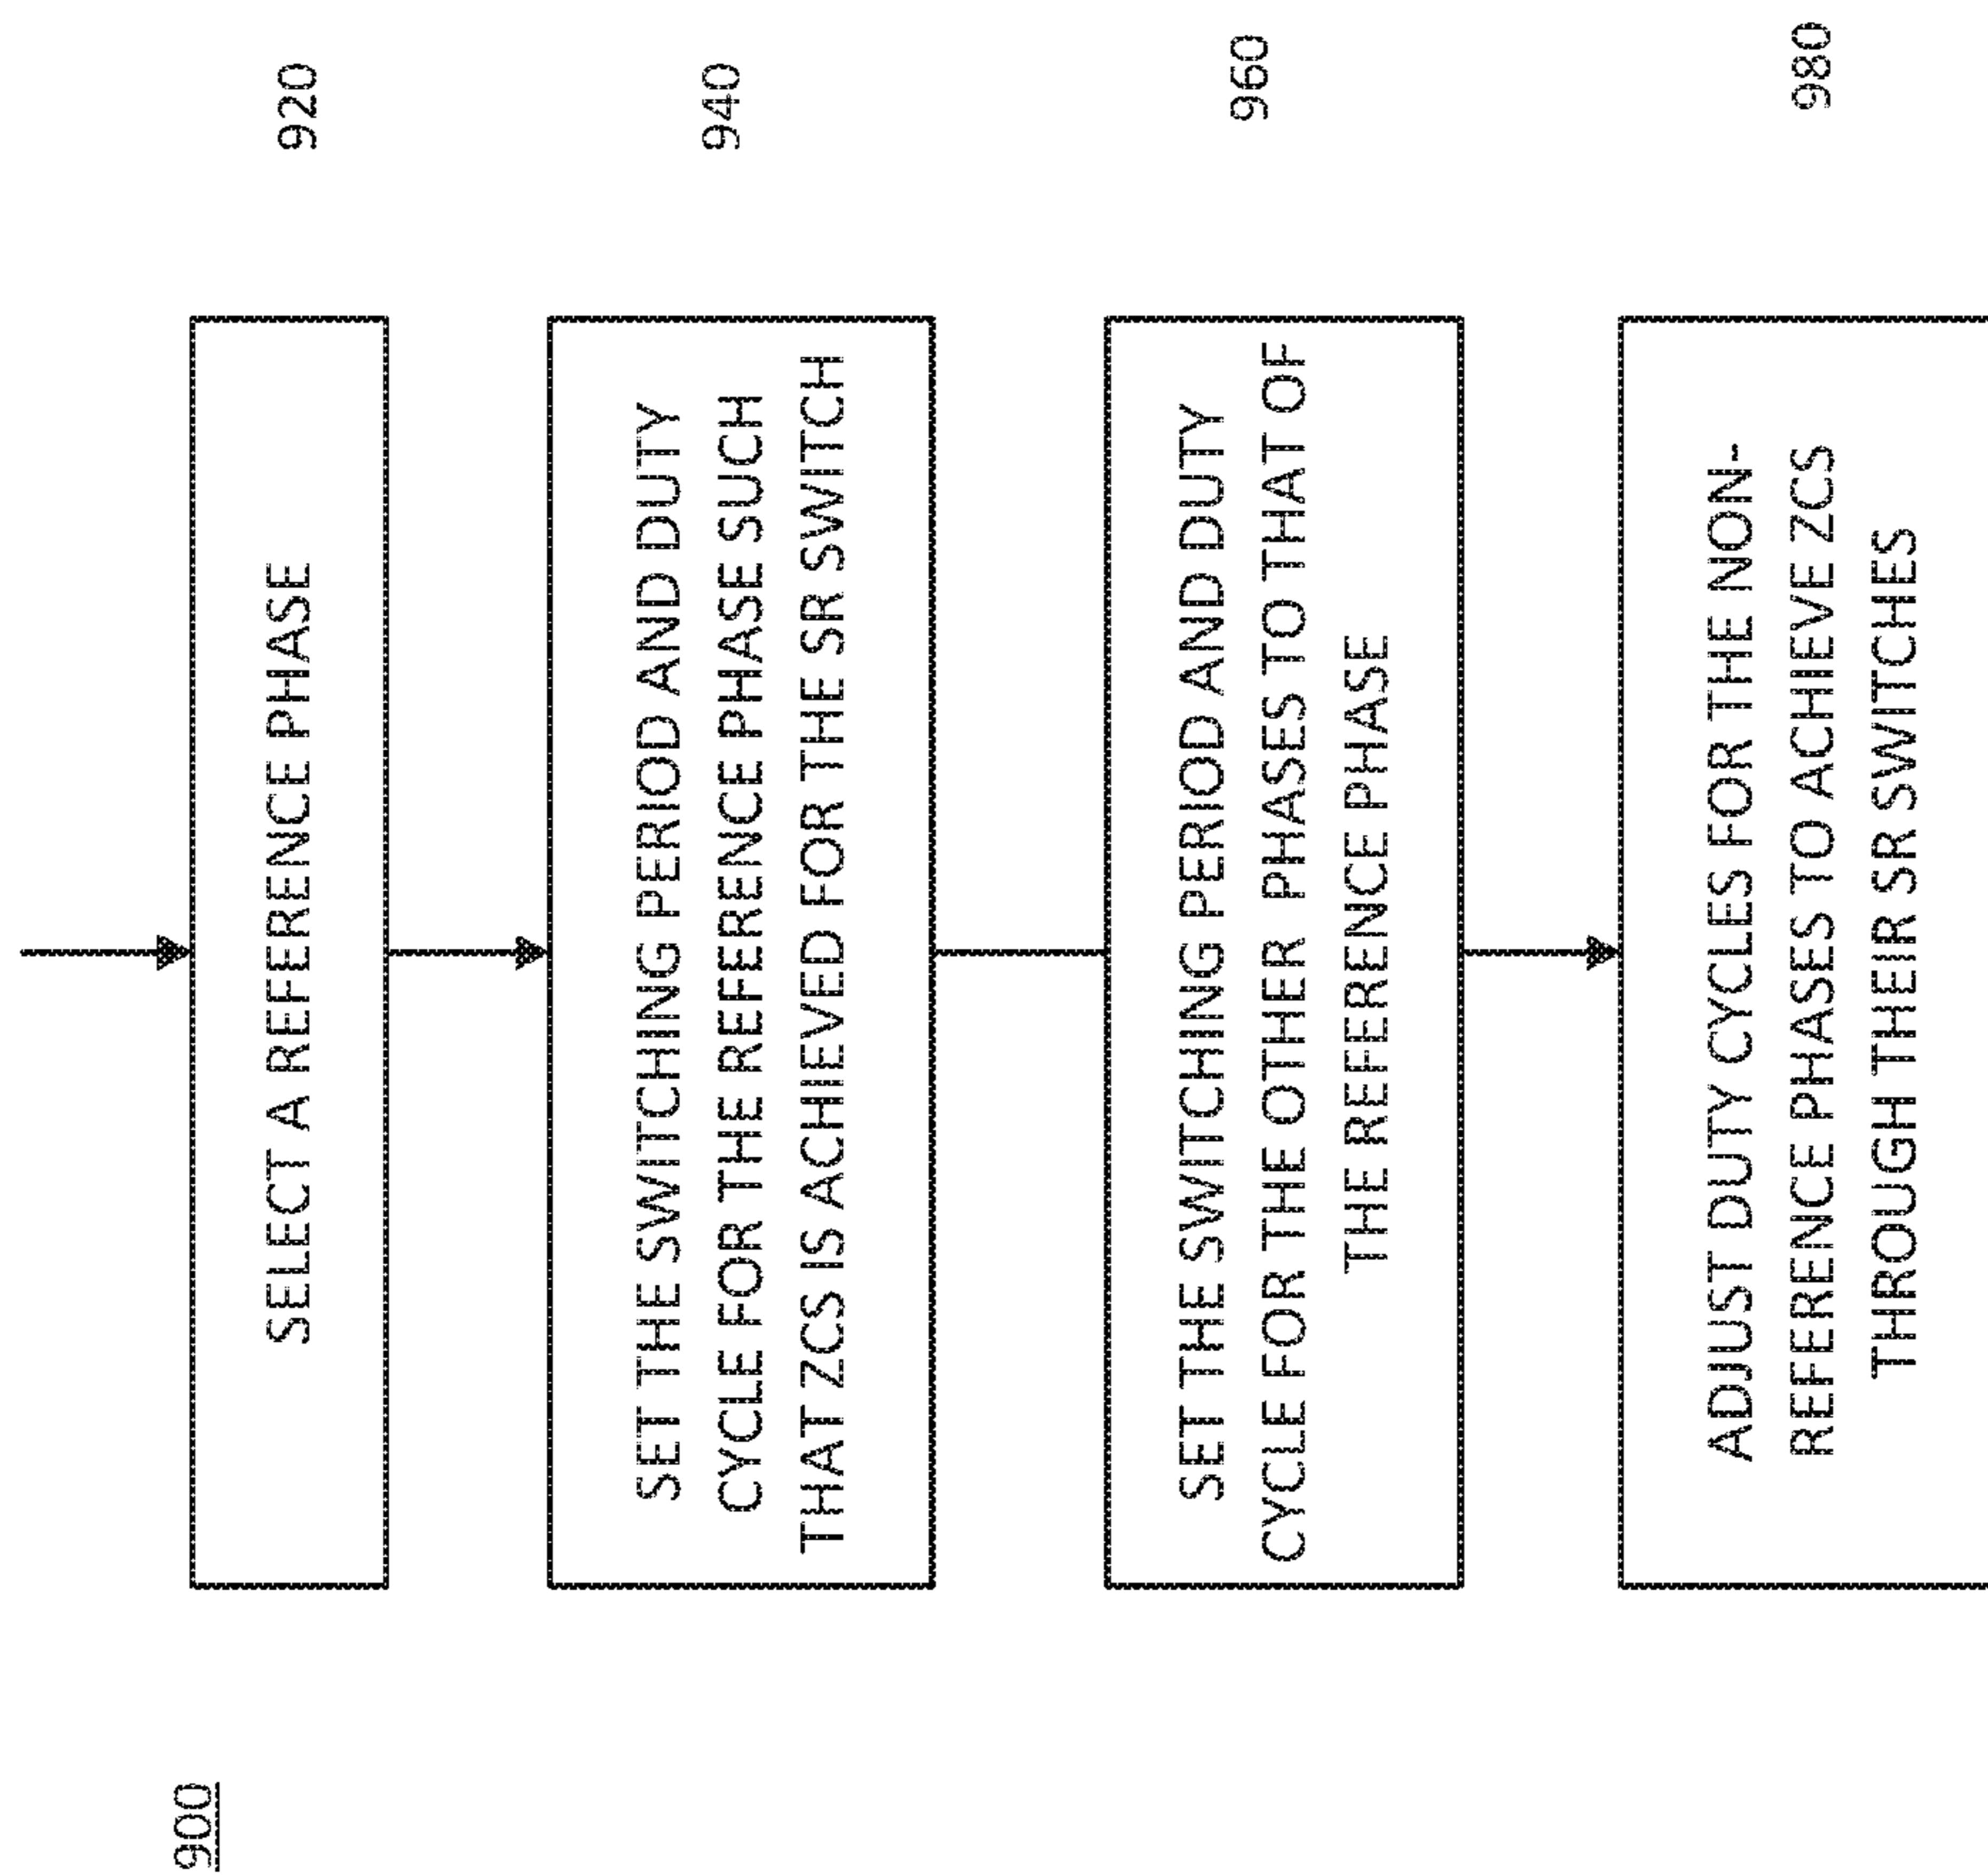 900
SELECT A REFERENCE PHASE
920
SET THE SWITCHING PERIOD AND DUTY
CYCLE FOR THE REFERENCE PHASE SUCH
THAT ZCS IS ACHIEVED FOR THE SR SWITCH
940
SET THE SWITCHING PERIOD AND DUTY
CYCLE FOR THE OTHER PHASES TO THAT OF
THE REFERENCE PHASE
960
ADJUST DUTY CYCLES FOR THE NON-
REFERENCE PHASES TO ACHIEVE ZCS
THROUGH THEIR SR SWITCHES
980